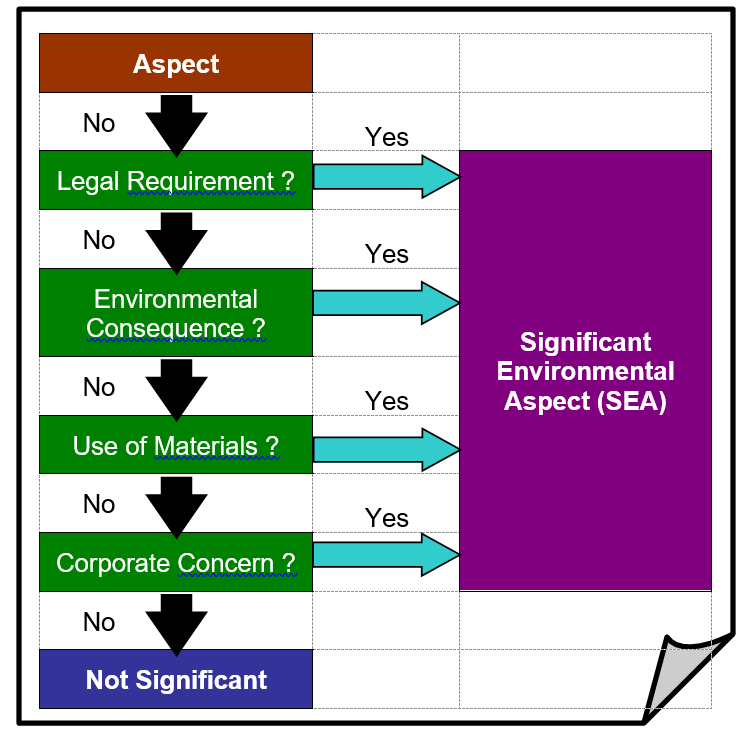 Aspect
No
Yes
Legal Requirement ?
No
Yes
Environmental
Consequence ?
Significant
Environmental
Aspect (SEA)
No
Yes
Use of Materials ?
No
Yes
Corporate Concern ?
No
Not Significant